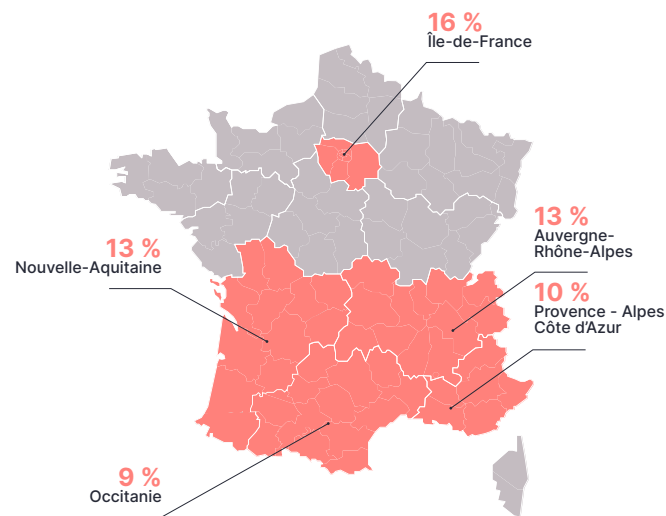 16 %
Île-de-France
13 %
Auvergne-
Rhône-Alpes
13 %
Nouvelle-Aquitaine
10 %
Provence - Alpes
Côte d'Azur
9 %
Occitanie